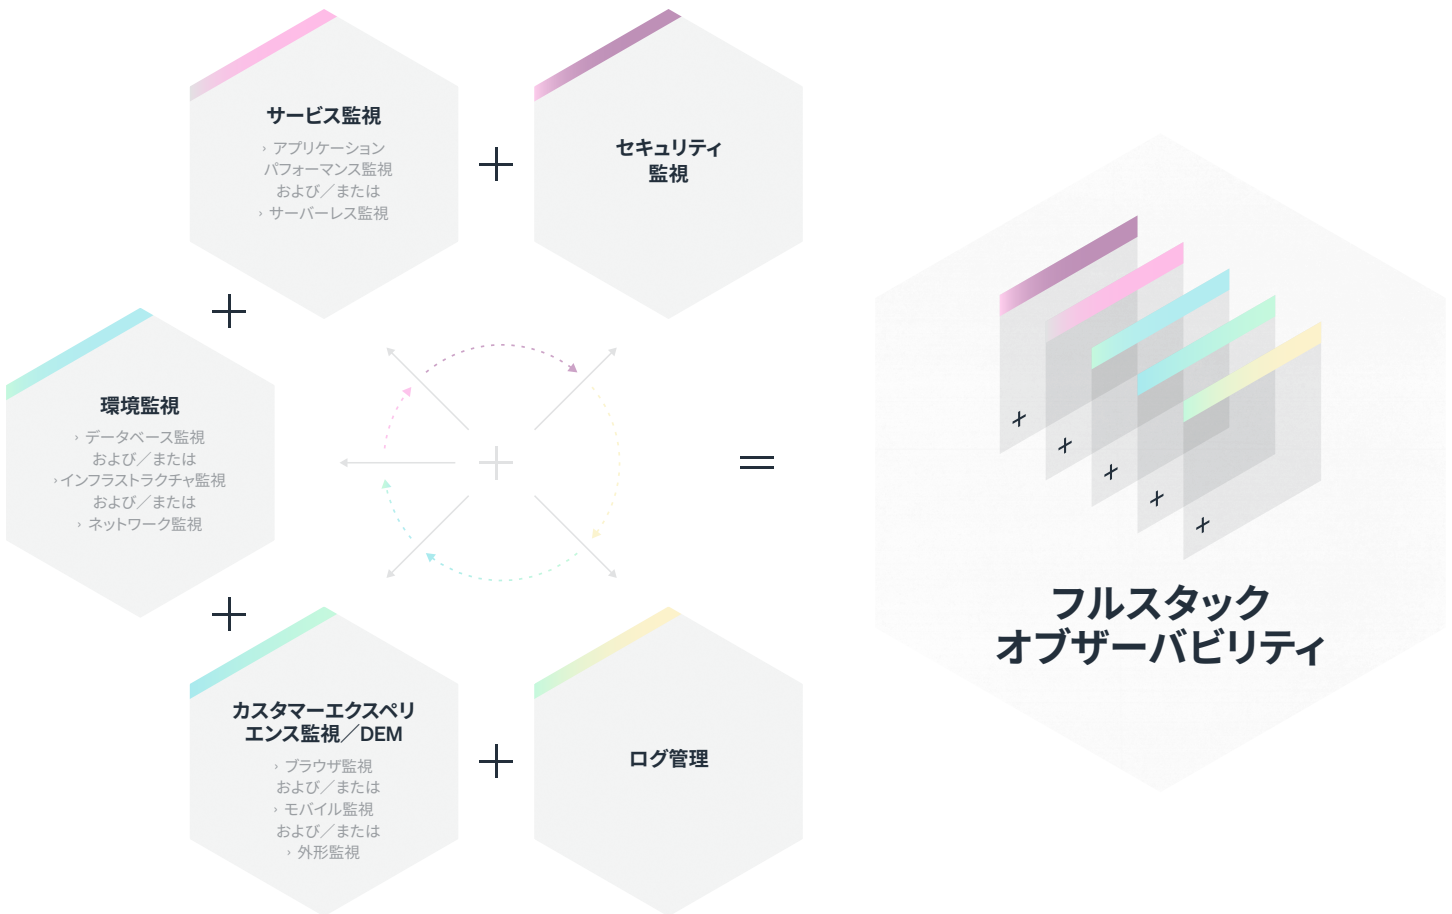 サービス監視
› アプリケーション
パフォーマンス監視
および／または
› サーバーレス監視
セキュリティ
監視
環境監視
› データベース監視
および／または
› インフラストラクチャ監視
および／または
› ネットワーク監視
カスタマーエクスペリ
エンス監視／DEM
› ブラウザ監視
および／または
› モバイル監視
および／または
› 外形監視
ログ管理
フルスタック
オブザーバビリティ